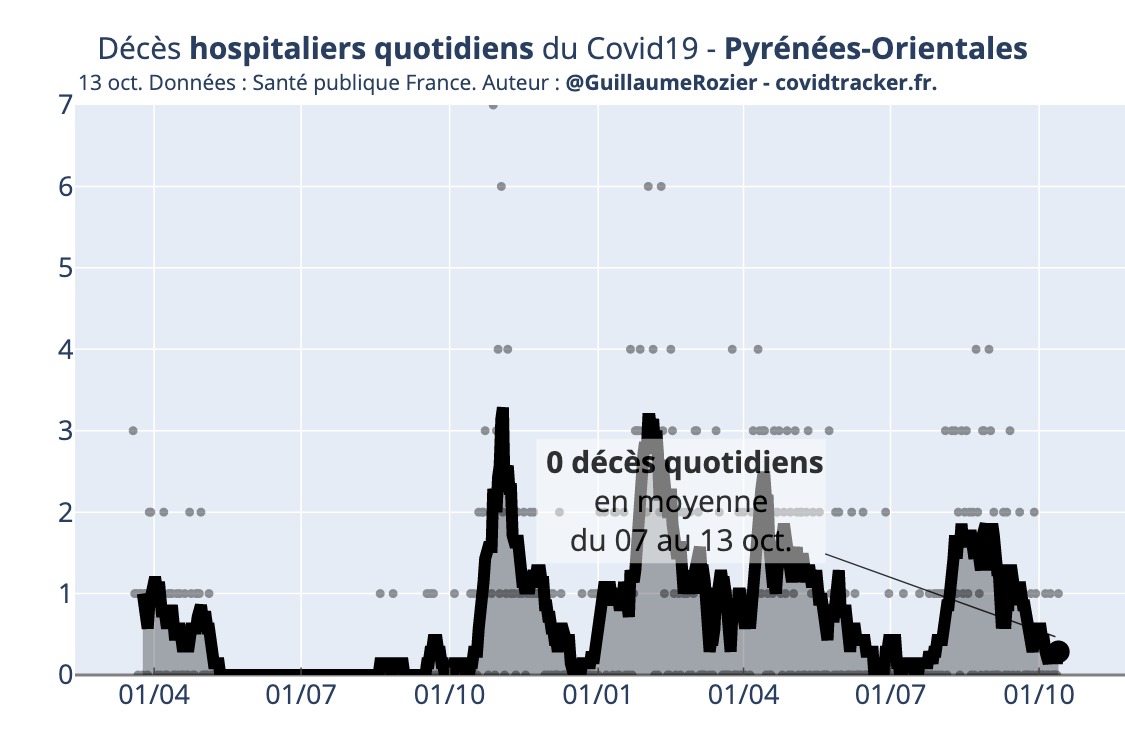 Décès hospitaliers quotidiens du Covid19 - Pyrénées-Orientales
13 oct. Données : Santé publique France. Auteur : @GuillaumeRozier - covidtracker.fr.
7
6
5
4
3
2
1
0
0 décès quotidiens
en moyenne
du 07 au 13 oct.
01/04 01/07 01/10 01/01 01/04 01/07 01/10